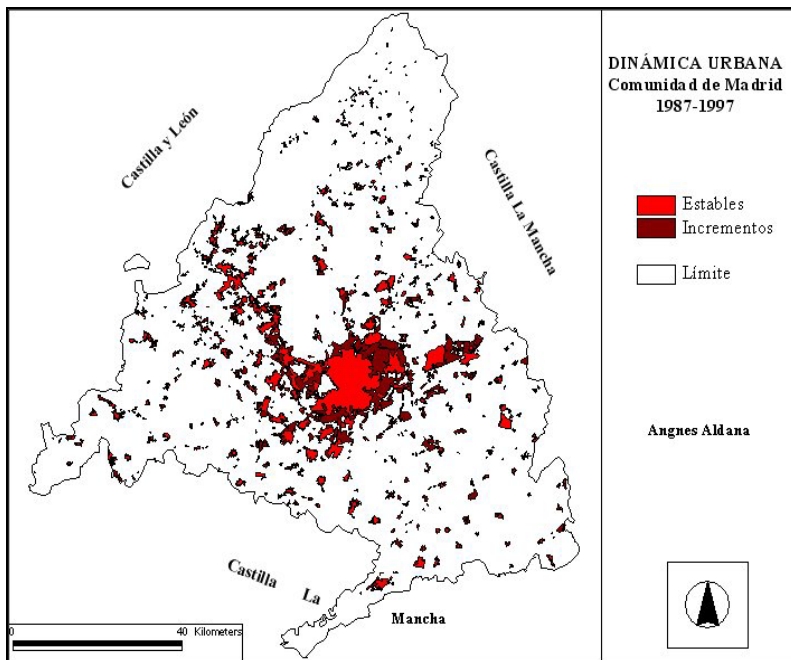 DINÁMICA URBANA
Comunidad de Madrid
1987-1997
Castilla y León
Castilla La Mancha
Estables
Incrementos
Límite
Angnes Aldana
Castilla La
Mancha
0 40 Kilometers